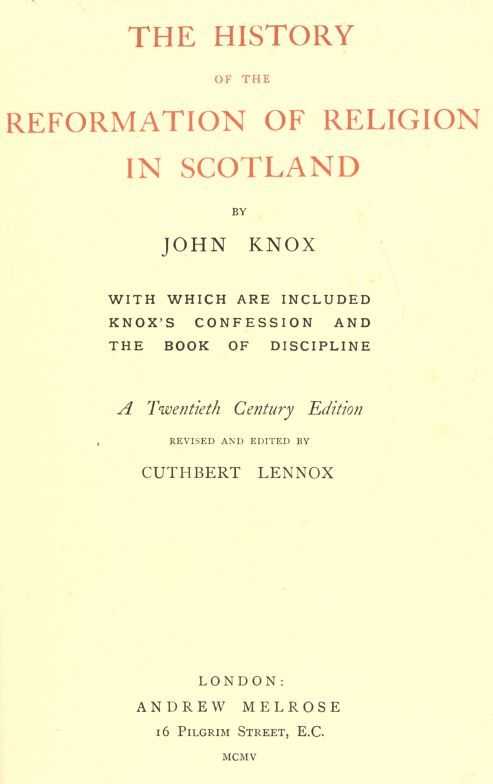 THE HISTORY
OF THE
REFORMATION OF RELIGION
IN SCOTLAND
BY
JOHN KNOX
WITH WHICH ARE INCLUDED
KNOX'S CONFESSION AND
THE BOOK OF DISCIPLINE
A Twentieth Century Edition
REVISED AND EDITED BY
CUTHBERT LENNOX
LONDON:
ANDREW MELROSE
16 PILGRIM STREET, E.C.
MCMV